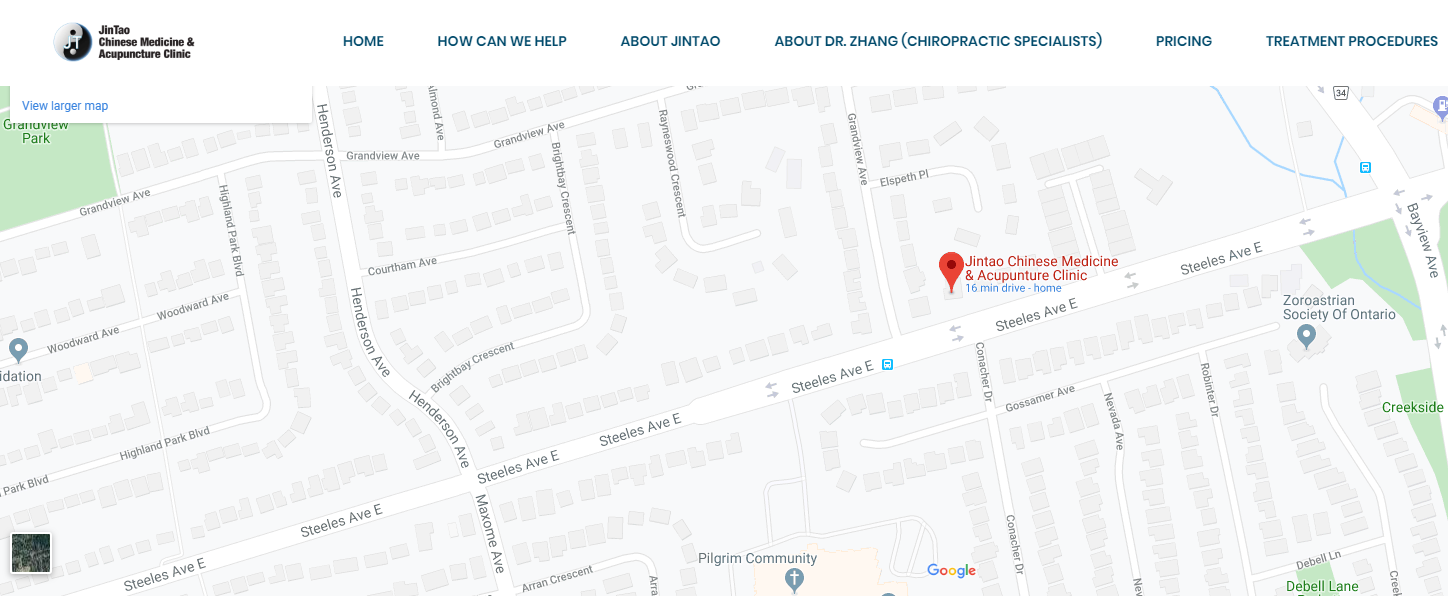 JinTao
Chinese Medicine &
Acupuncture Clinic
HOME
HOW CAN WE HELP
ABOUT JINTAO
ABOUT DR. ZHANG (CHIROPRACTIC SPECIALISTS)
PRICING
TREATMENT PROCEDURES
View larger map
Grandview
Park
Henderson Ave
Almond Ave
Grandview Ave
Grandview Ave
Grandview Ave
Brightbay Crescent
Rayneswood Crescent
Grandview Ave
Elspeth Pl
34
Bayview Ave
Highland Park Blvd
Courtham Ave
Woodward Ave
Woodward Ave
Henderson Ave
Brightbay Crescent
Henderson Ave
Jintao Chinese Medicine
& Acupunture Clinic
16 min drive - home
Steeles Ave E
Steeles Ave E
Zoroastrian
Society Of Ontario
idation
Steeles Ave E
Conacher Dr
Gossamer Ave
Nevada Ave
Robinter Dr
Creekside
Steeles Ave E
Highland Park Blvd
Park Blvd
Steeles Ave E
Maxome Ave
Steeles Ave E
Steeles Ave E
Conacher Dr
Pilgrim Community
Google
Arran Crescent
Arra
Nev
Debell Ln
Debell Lane
Cree